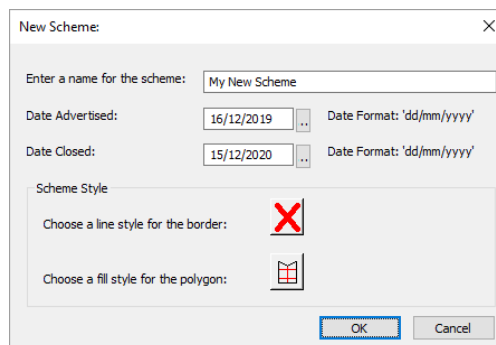 New Scheme:
Enter a name for the scheme: My New Scheme
Date Advertised: 16/12/2019 .. Date Format: 'dd/mm/yyyy'
Date Closed: 15/12/2020 .. Date Format: 'dd/mm/yyyy'
Scheme Style
Choose a line style for the border:
Choose a fill style for the polygon:
OK Cancel